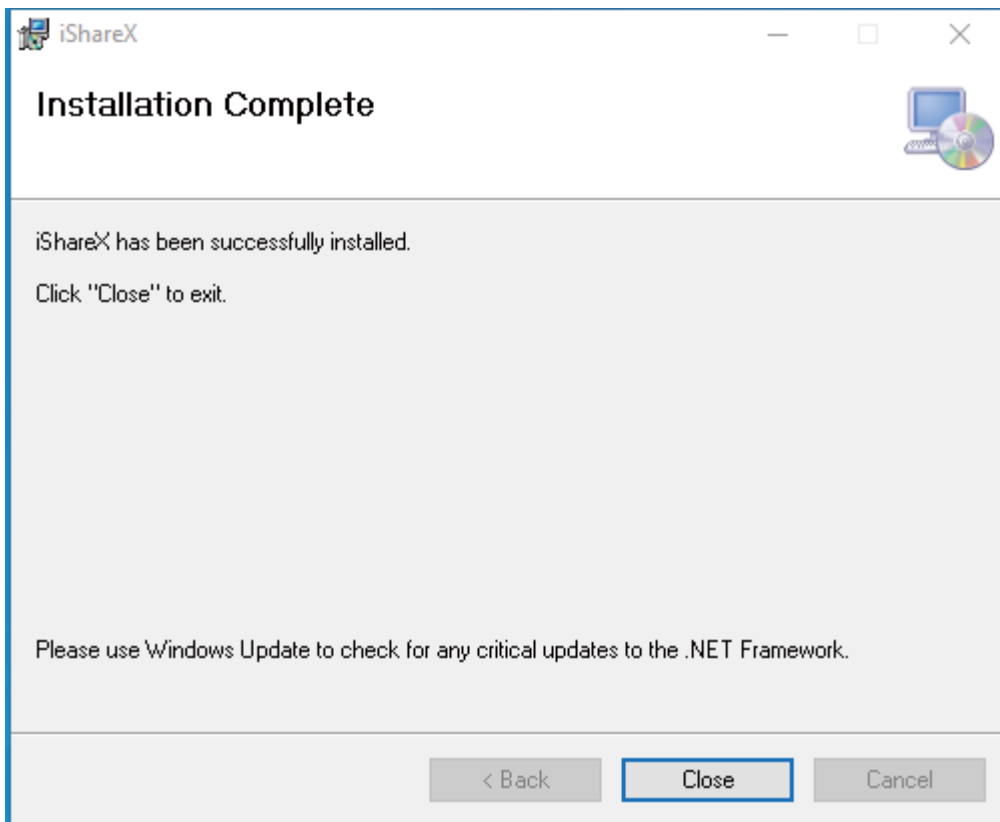 iShareX
Installation Complete
iShareX has been successfully installed.
Click "Close" to exit.
Please use Windows Update to check for any critical updates to the .NET Framework.
< Back
Close
Cancel